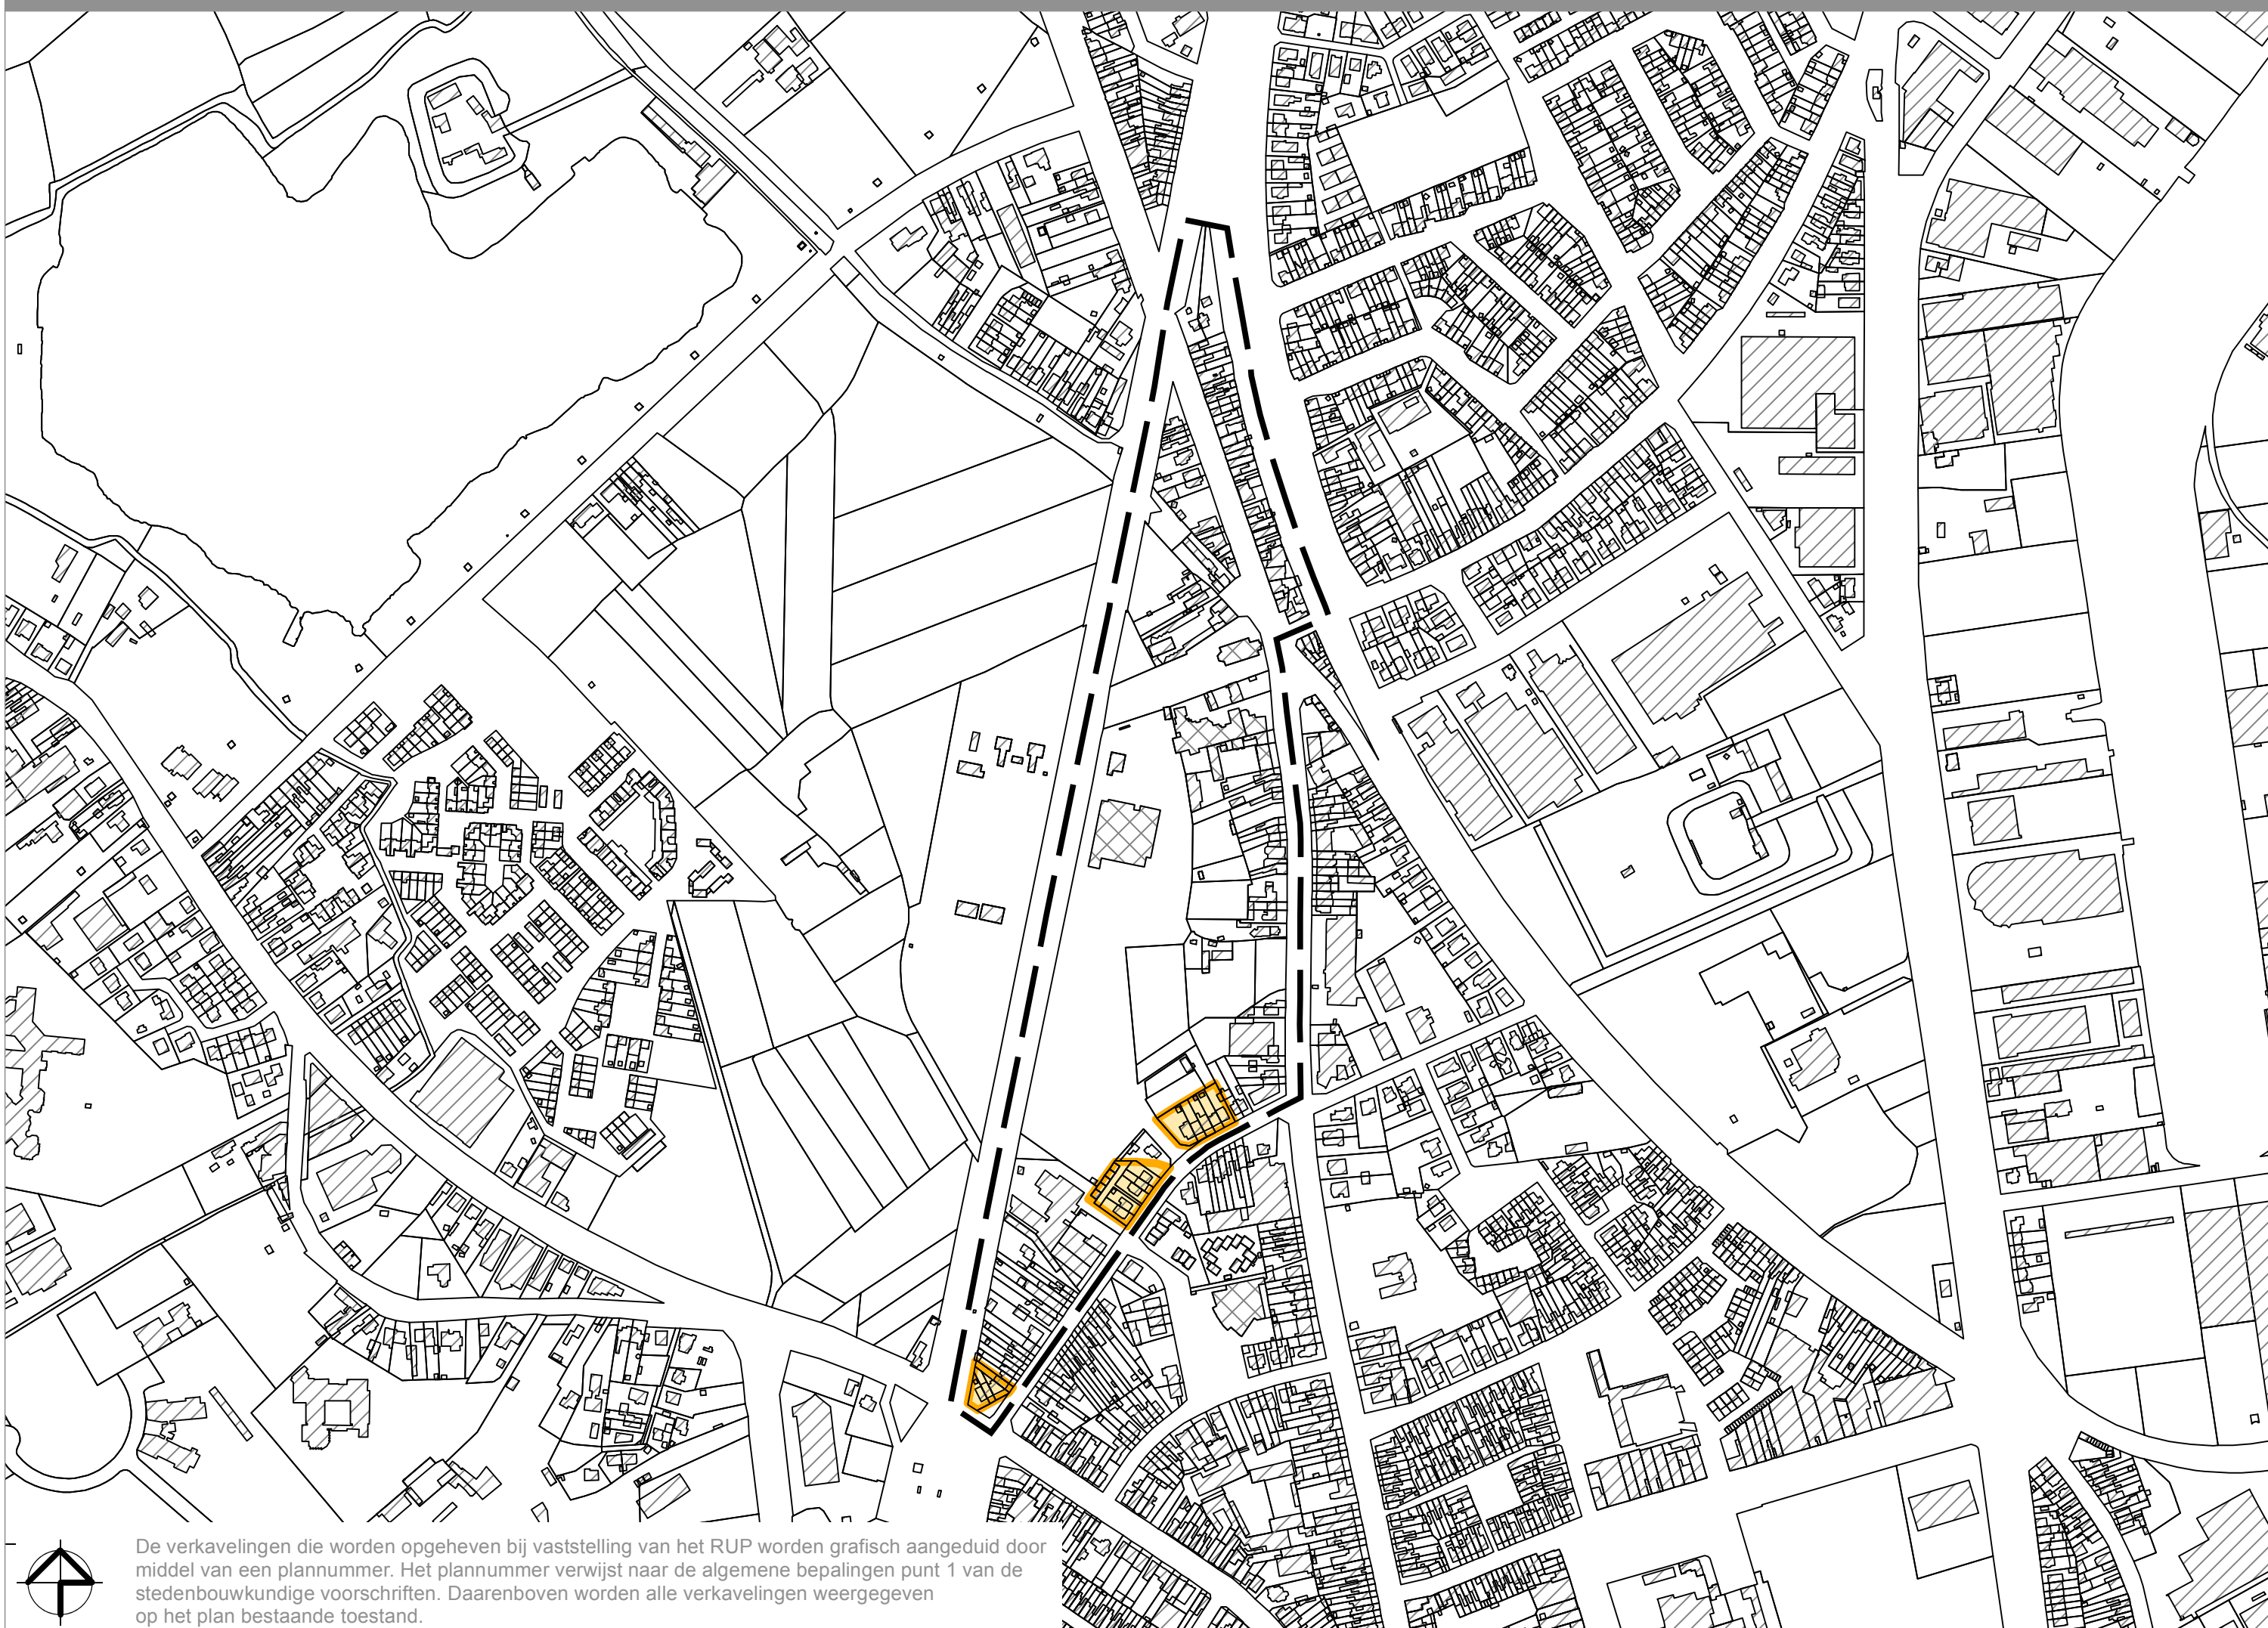 De verkavelingen die worden opgeheven bij vaststelling van het RUP worden grafisch aangeduid door
middel van een plannummer. Het plannummer verwijst naar de algemene bepalingen punt 1 van de
stedenbouwkundige voorschriften. Daarenboven worden alle verkavelingen weergegeven
op het plan bestaande toestand.